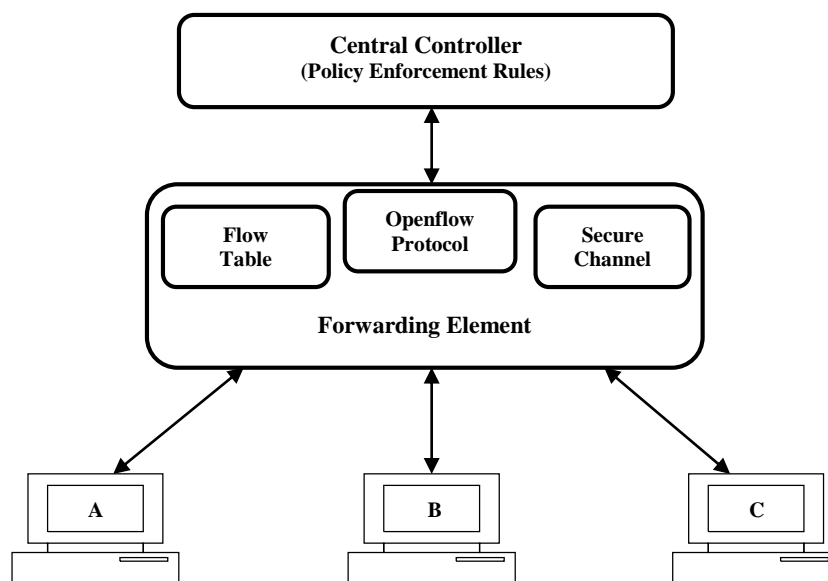 Central Controller
(Policy Enforcement Rules)
Flow
Table
Openflow
Protocol
Secure
Channel
Forwarding Element
A
B
C